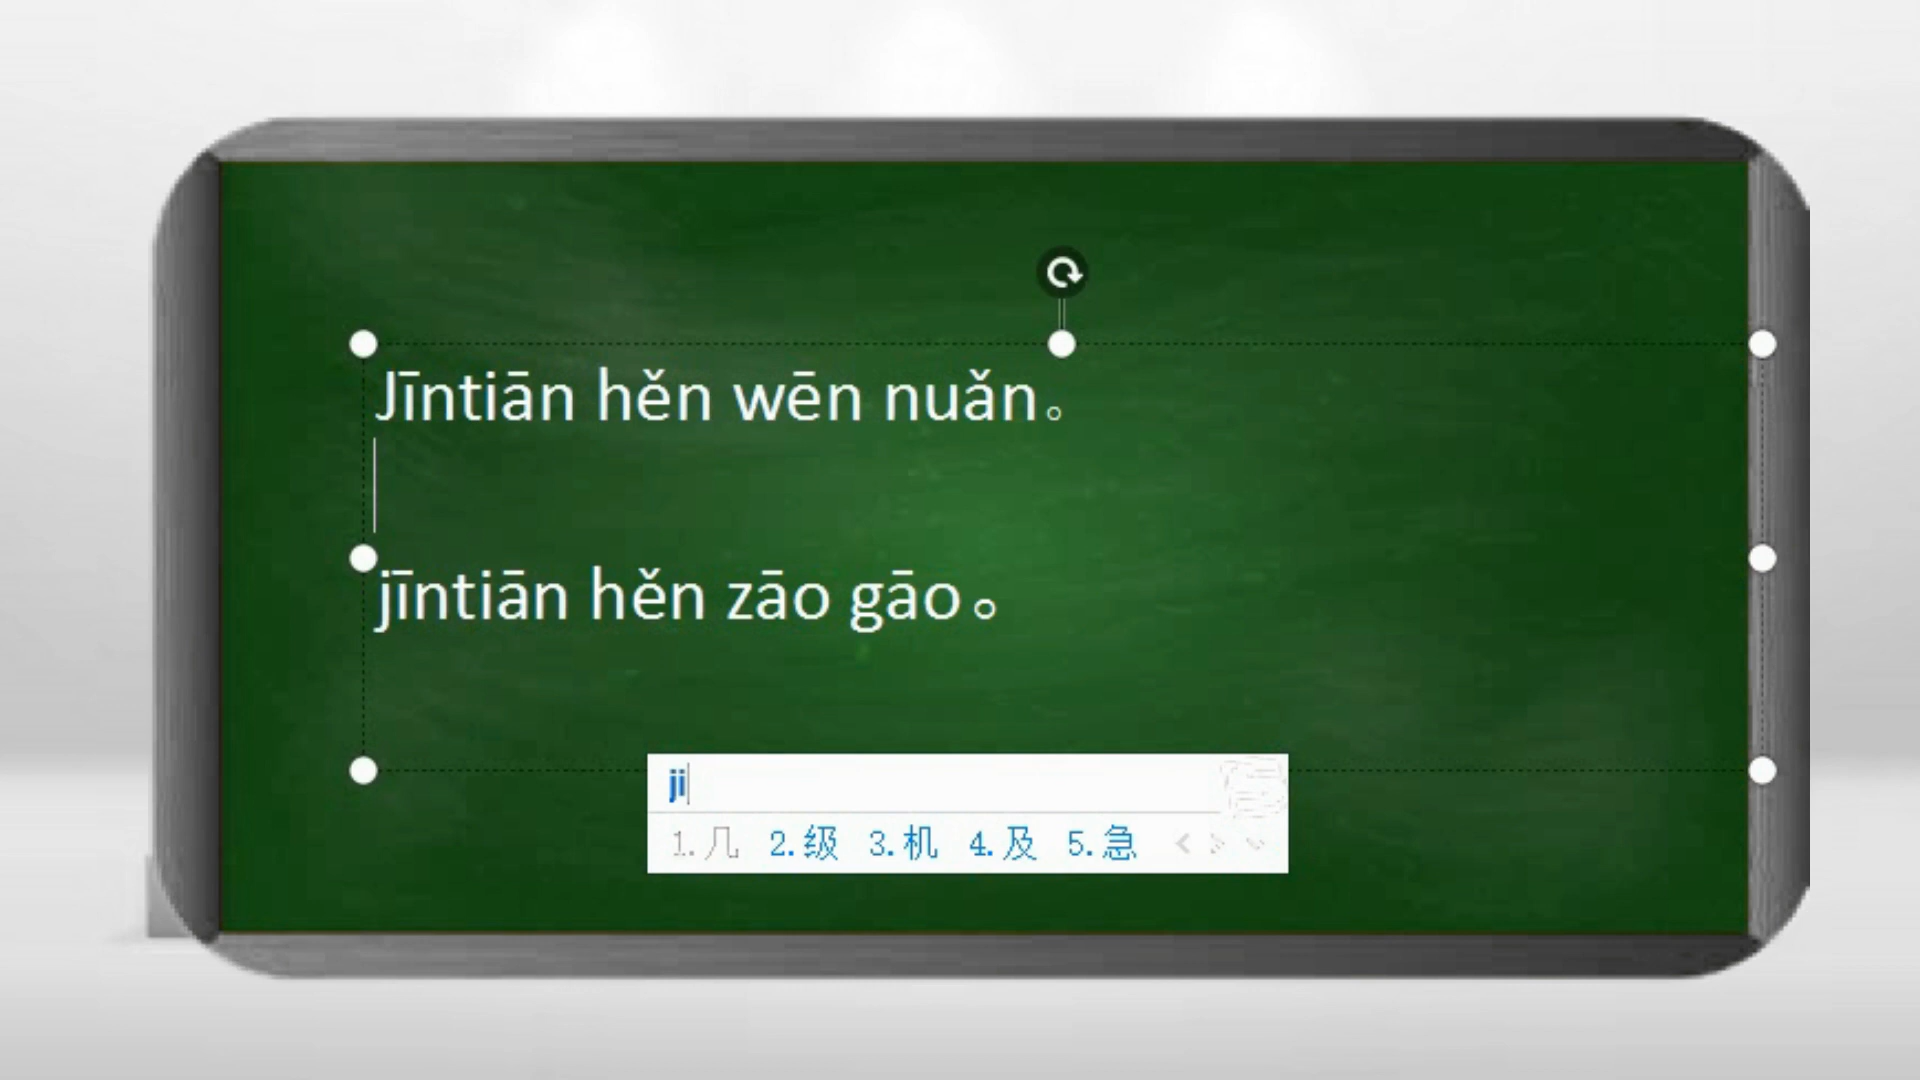 Jīntiān hěn wēn nuǎn。
jīntiān hěn zāo gāo。
ji
1.几 2.级 3.机 4.及 5.急